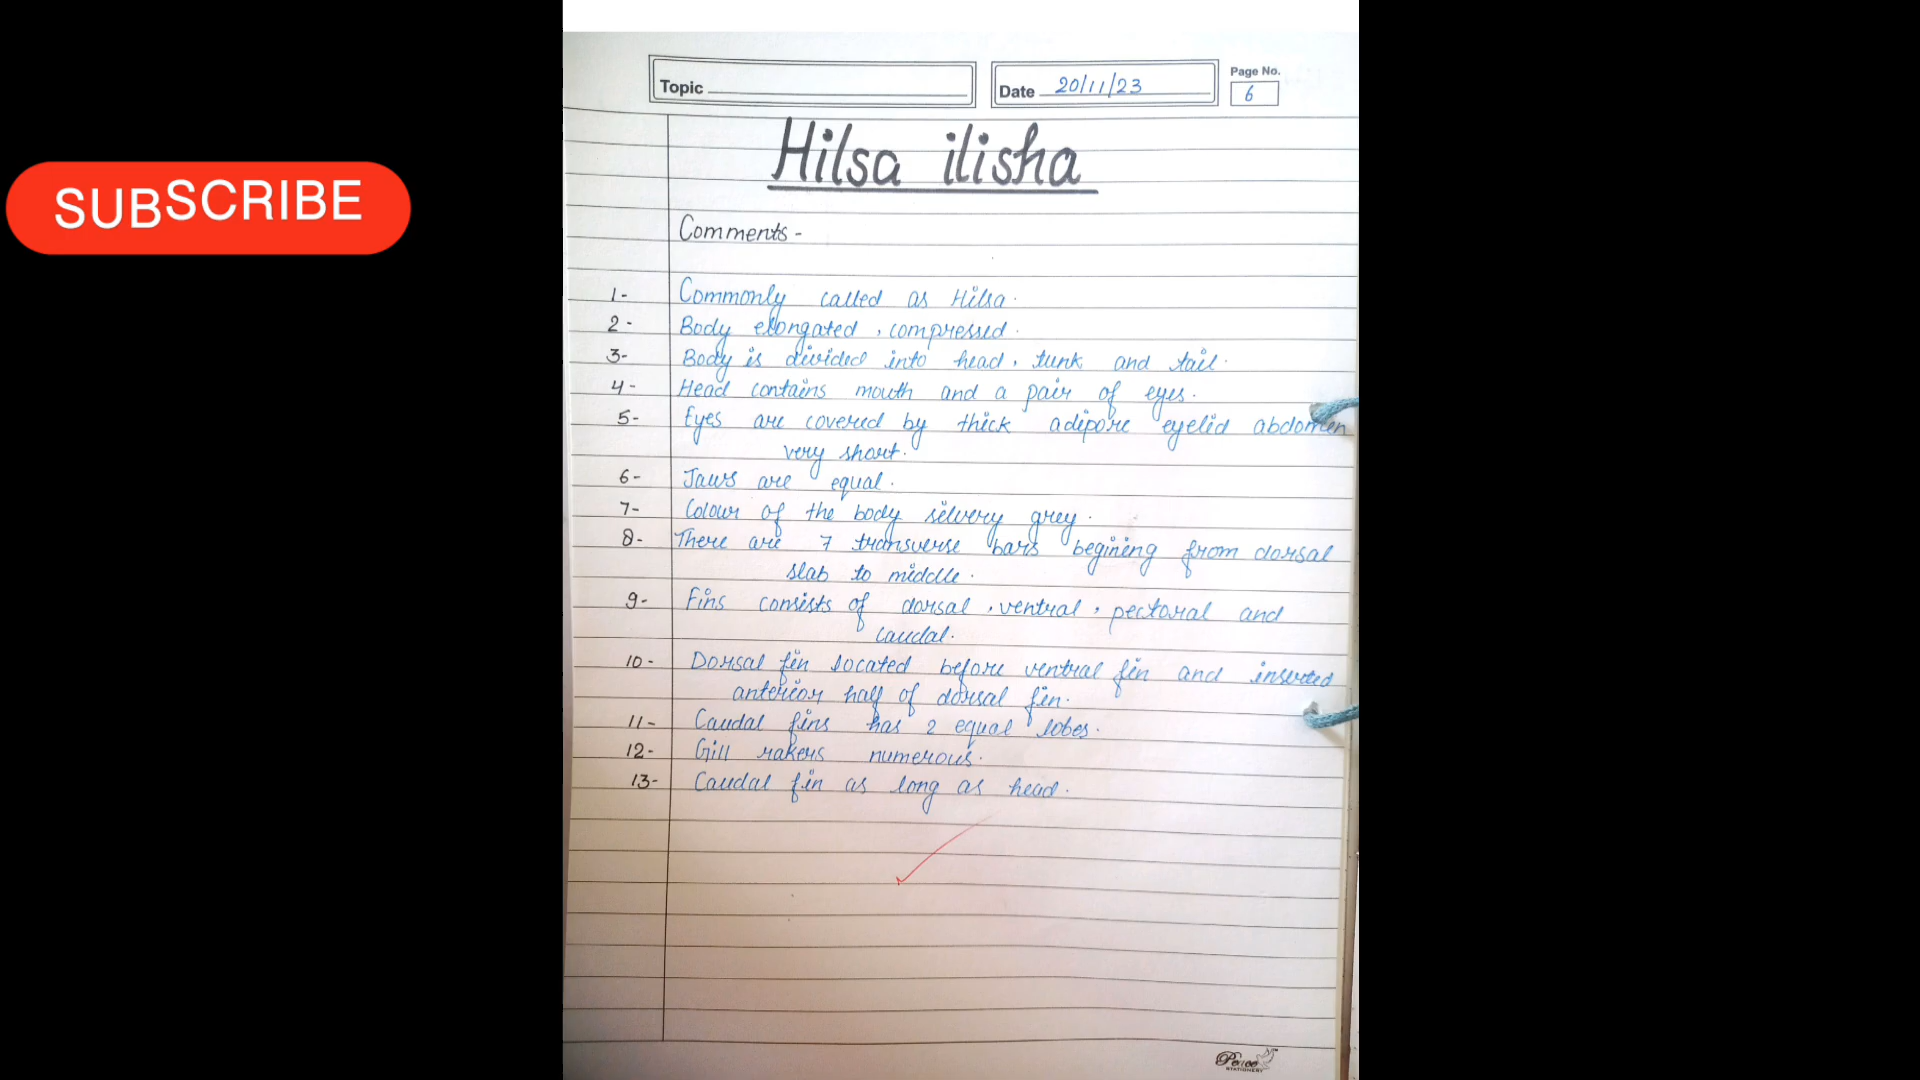 Topic
Date 20/11/23
Page No.
6
Hilsa ilisha
SUBSCRIBE
Comments -
1- Commonly called as Hilsa.
2- Body elongated, compressed.
3- Body is divided into head, tunk and tail.
4- Head contains mouth and a pair of eyes.
5- Eyes are covered by thick adipore eyelid abdomen
very short.
6- Jaws are equal.
7- Colour of the body silvery grey.
8- There are 7 transverse bars begining from dorsal
slab to middle.
9- Fins consists of dorsal, ventral, pectoral and
caudal.
10- Dorsal fin located before ventral fin and inserted
anterior half of dorsal fin.
11- Caudal fins has 2 equal lobes.
12- Gill rakers numerous.
13- Caudal fin as long as head.
Peace
STATIONERY